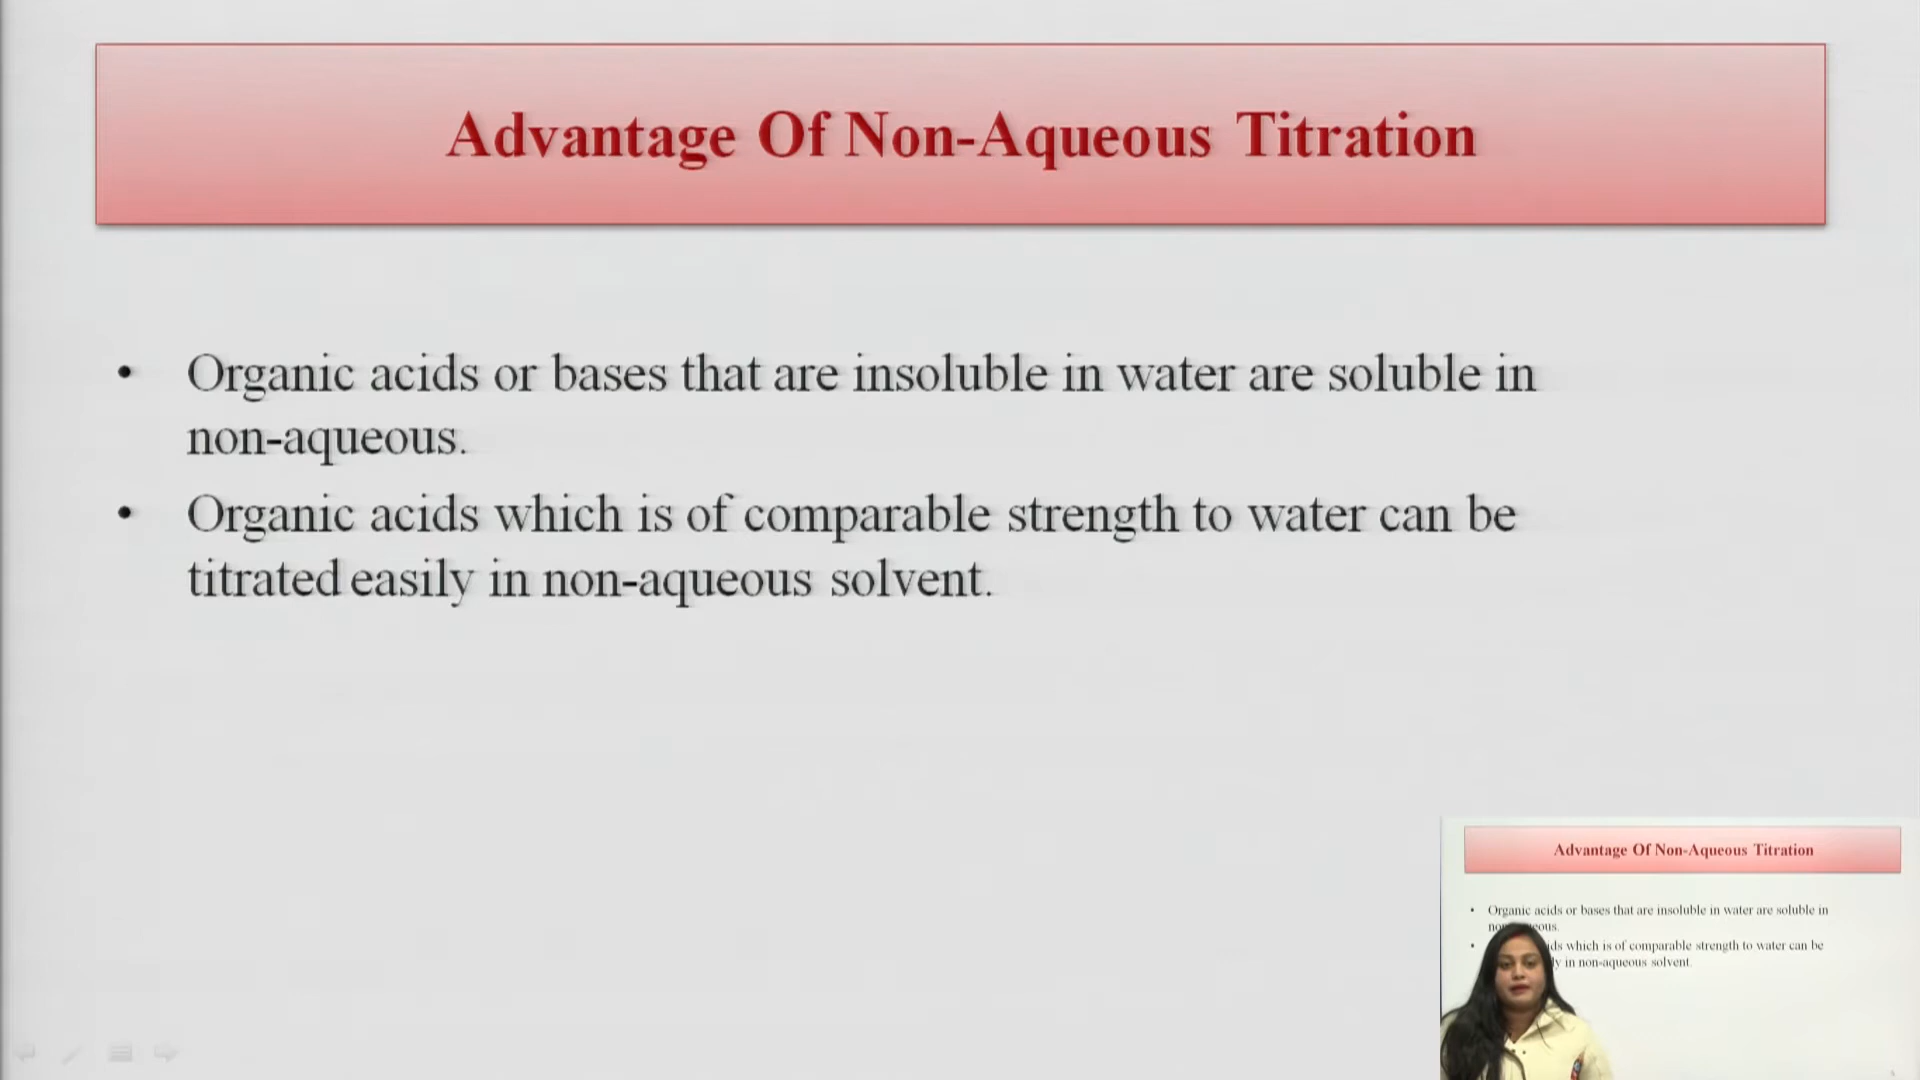 Advantage Of Non-Aqueous Titration
• Organic acids or bases that are insoluble in water are soluble in
non-aqueous.
• Organic acids which is of comparable strength to water can be
titrated easily in non-aqueous solvent.
Advantage Of Non-Aqueous Titration
• Organic acids or bases that are insoluble in water are soluble in
• which is of comparable strength to water can be
in non-aqueous solvent.